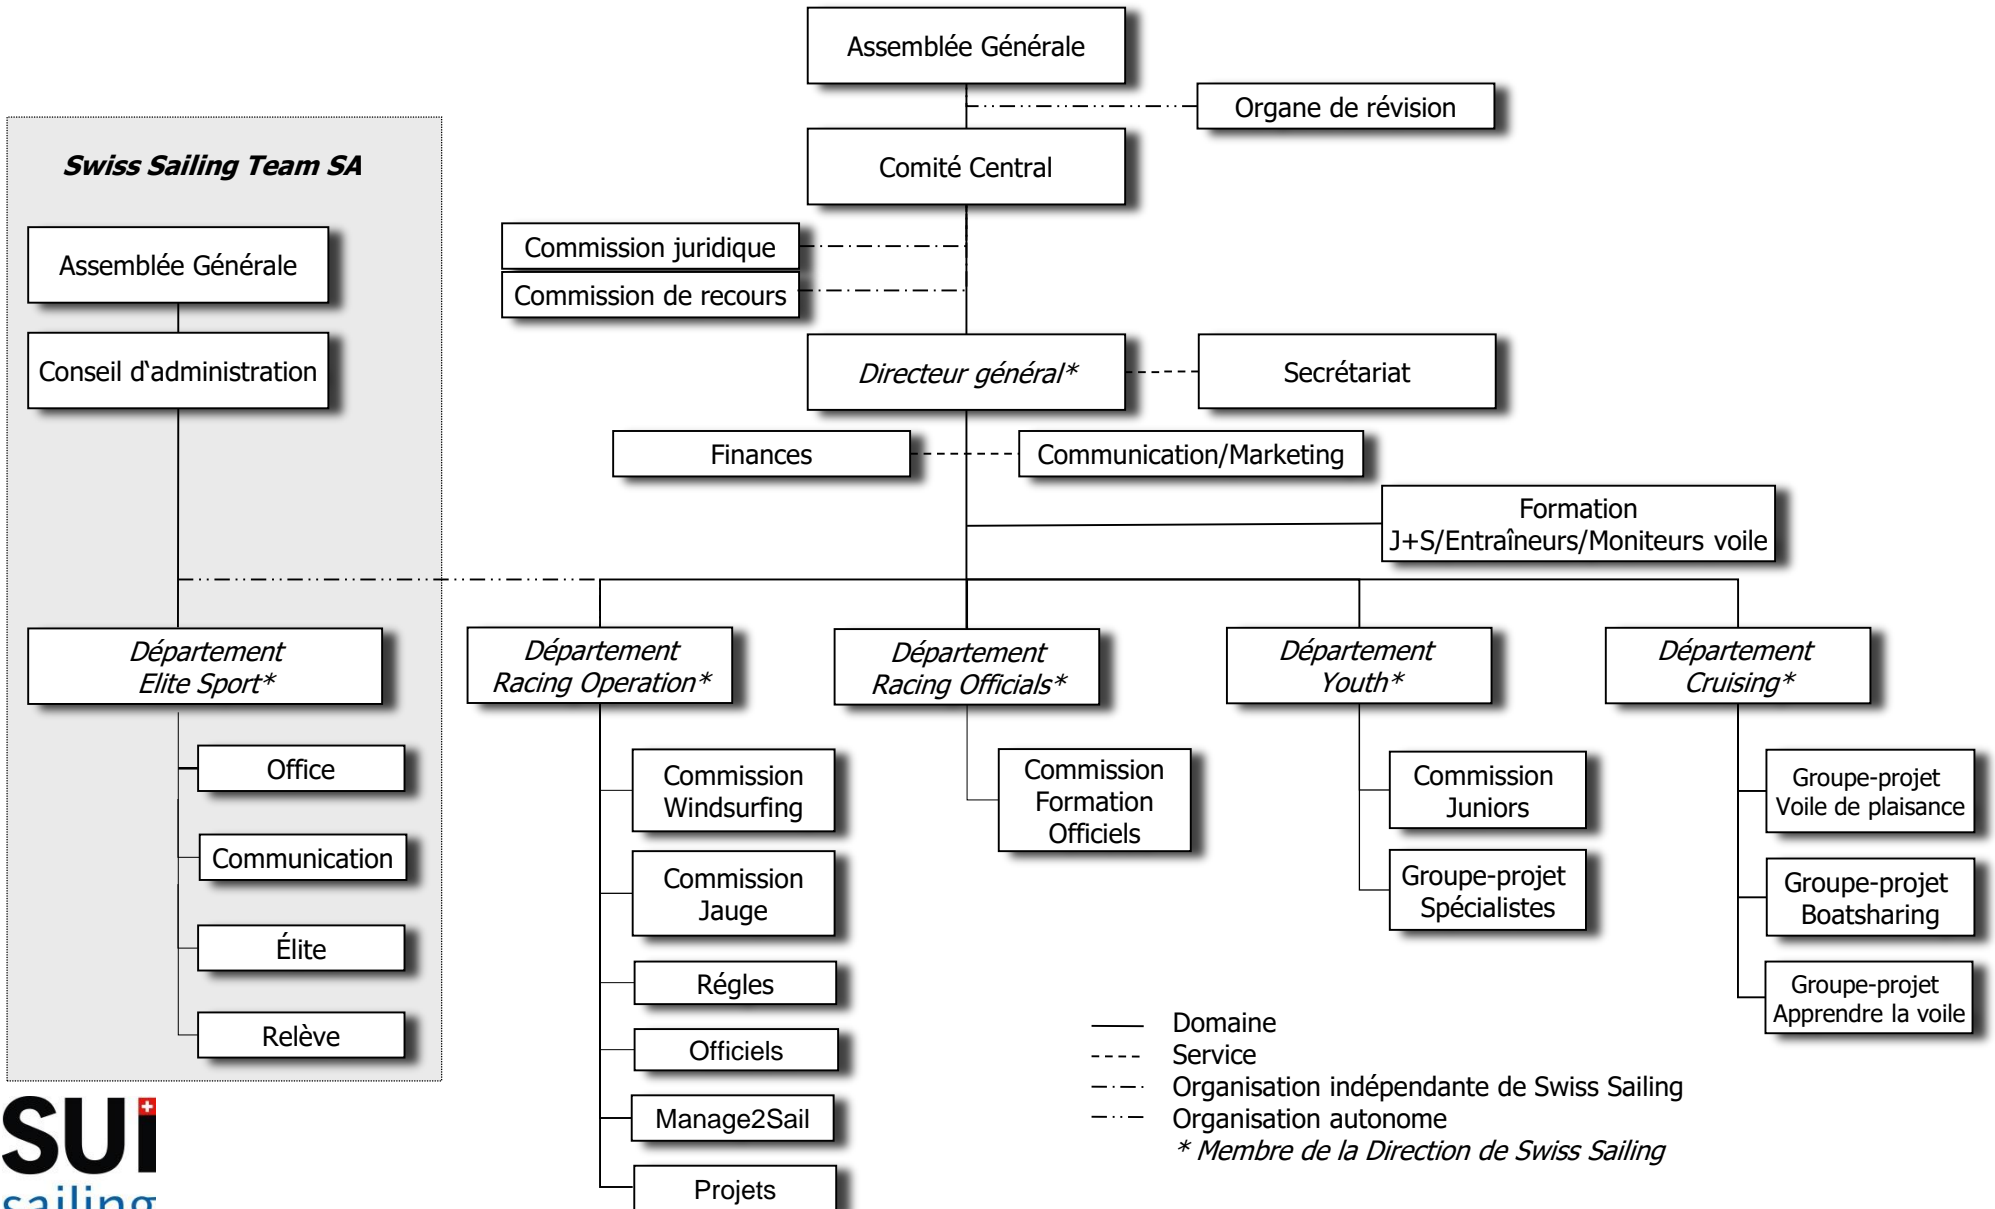 Assemblée Générale
Organe de révision
Comité Central
Commission juridique
Commission de recours
Directeur général*
Secrétariat
Finances
Communication/Marketing
Formation
J+S/Entraîneurs/Moniteurs voile
Swiss Sailing Team SA
Assemblée Générale
Conseil d‘administration
Département
Elite Sport*
Office
Communication
Élite
Relève
Département
Racing Operation*
Commission
Windsurfing
Commission
Jauge
Régles
Officiels
Manage2Sail
Projets
Département
Racing Officials*
Commission
Formation
Officiels
Département
Youth*
Commission
Juniors
Groupe-projet
Spécialistes
Département
Cruising*
Groupe-projet
Voile de plaisance
Groupe-projet
Boatsharing
Groupe-projet
Apprendre la voile
Domaine
Service
Organisation indépendante de Swiss Sailing
Organisation autonome
* Membre de la Direction de Swiss Sailing
SUI
sailing